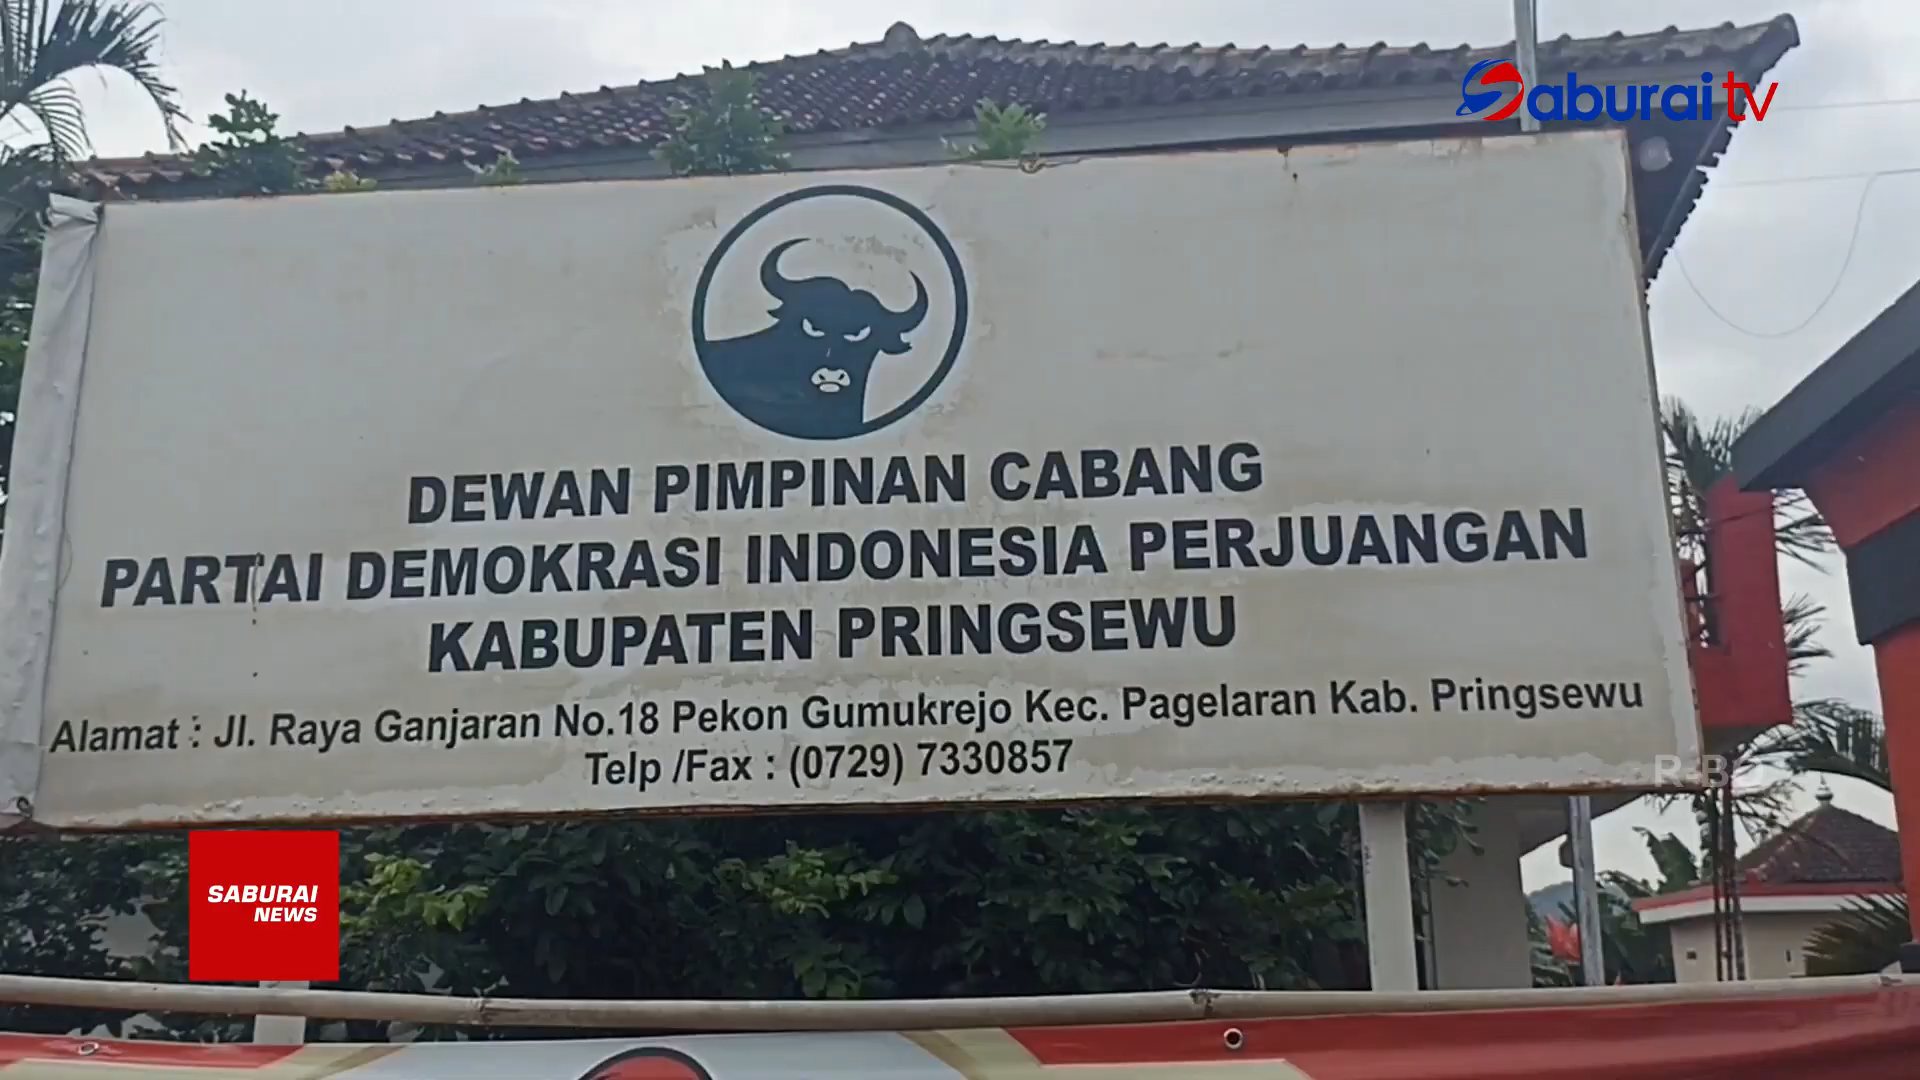 Saburai tv
DEWAN PIMPINAN CABANG
PARTAI DEMOKRASI INDONESIA PERJUANGAN
KABUPATEN PRINGSEWU
Alamat : Jl. Raya Ganjaran No.18 Pekon Gumukrejo Kec. Pagelaran Kab. Pringsewu
Telp /Fax : (0729) 7330857
SABURAI
NEWS